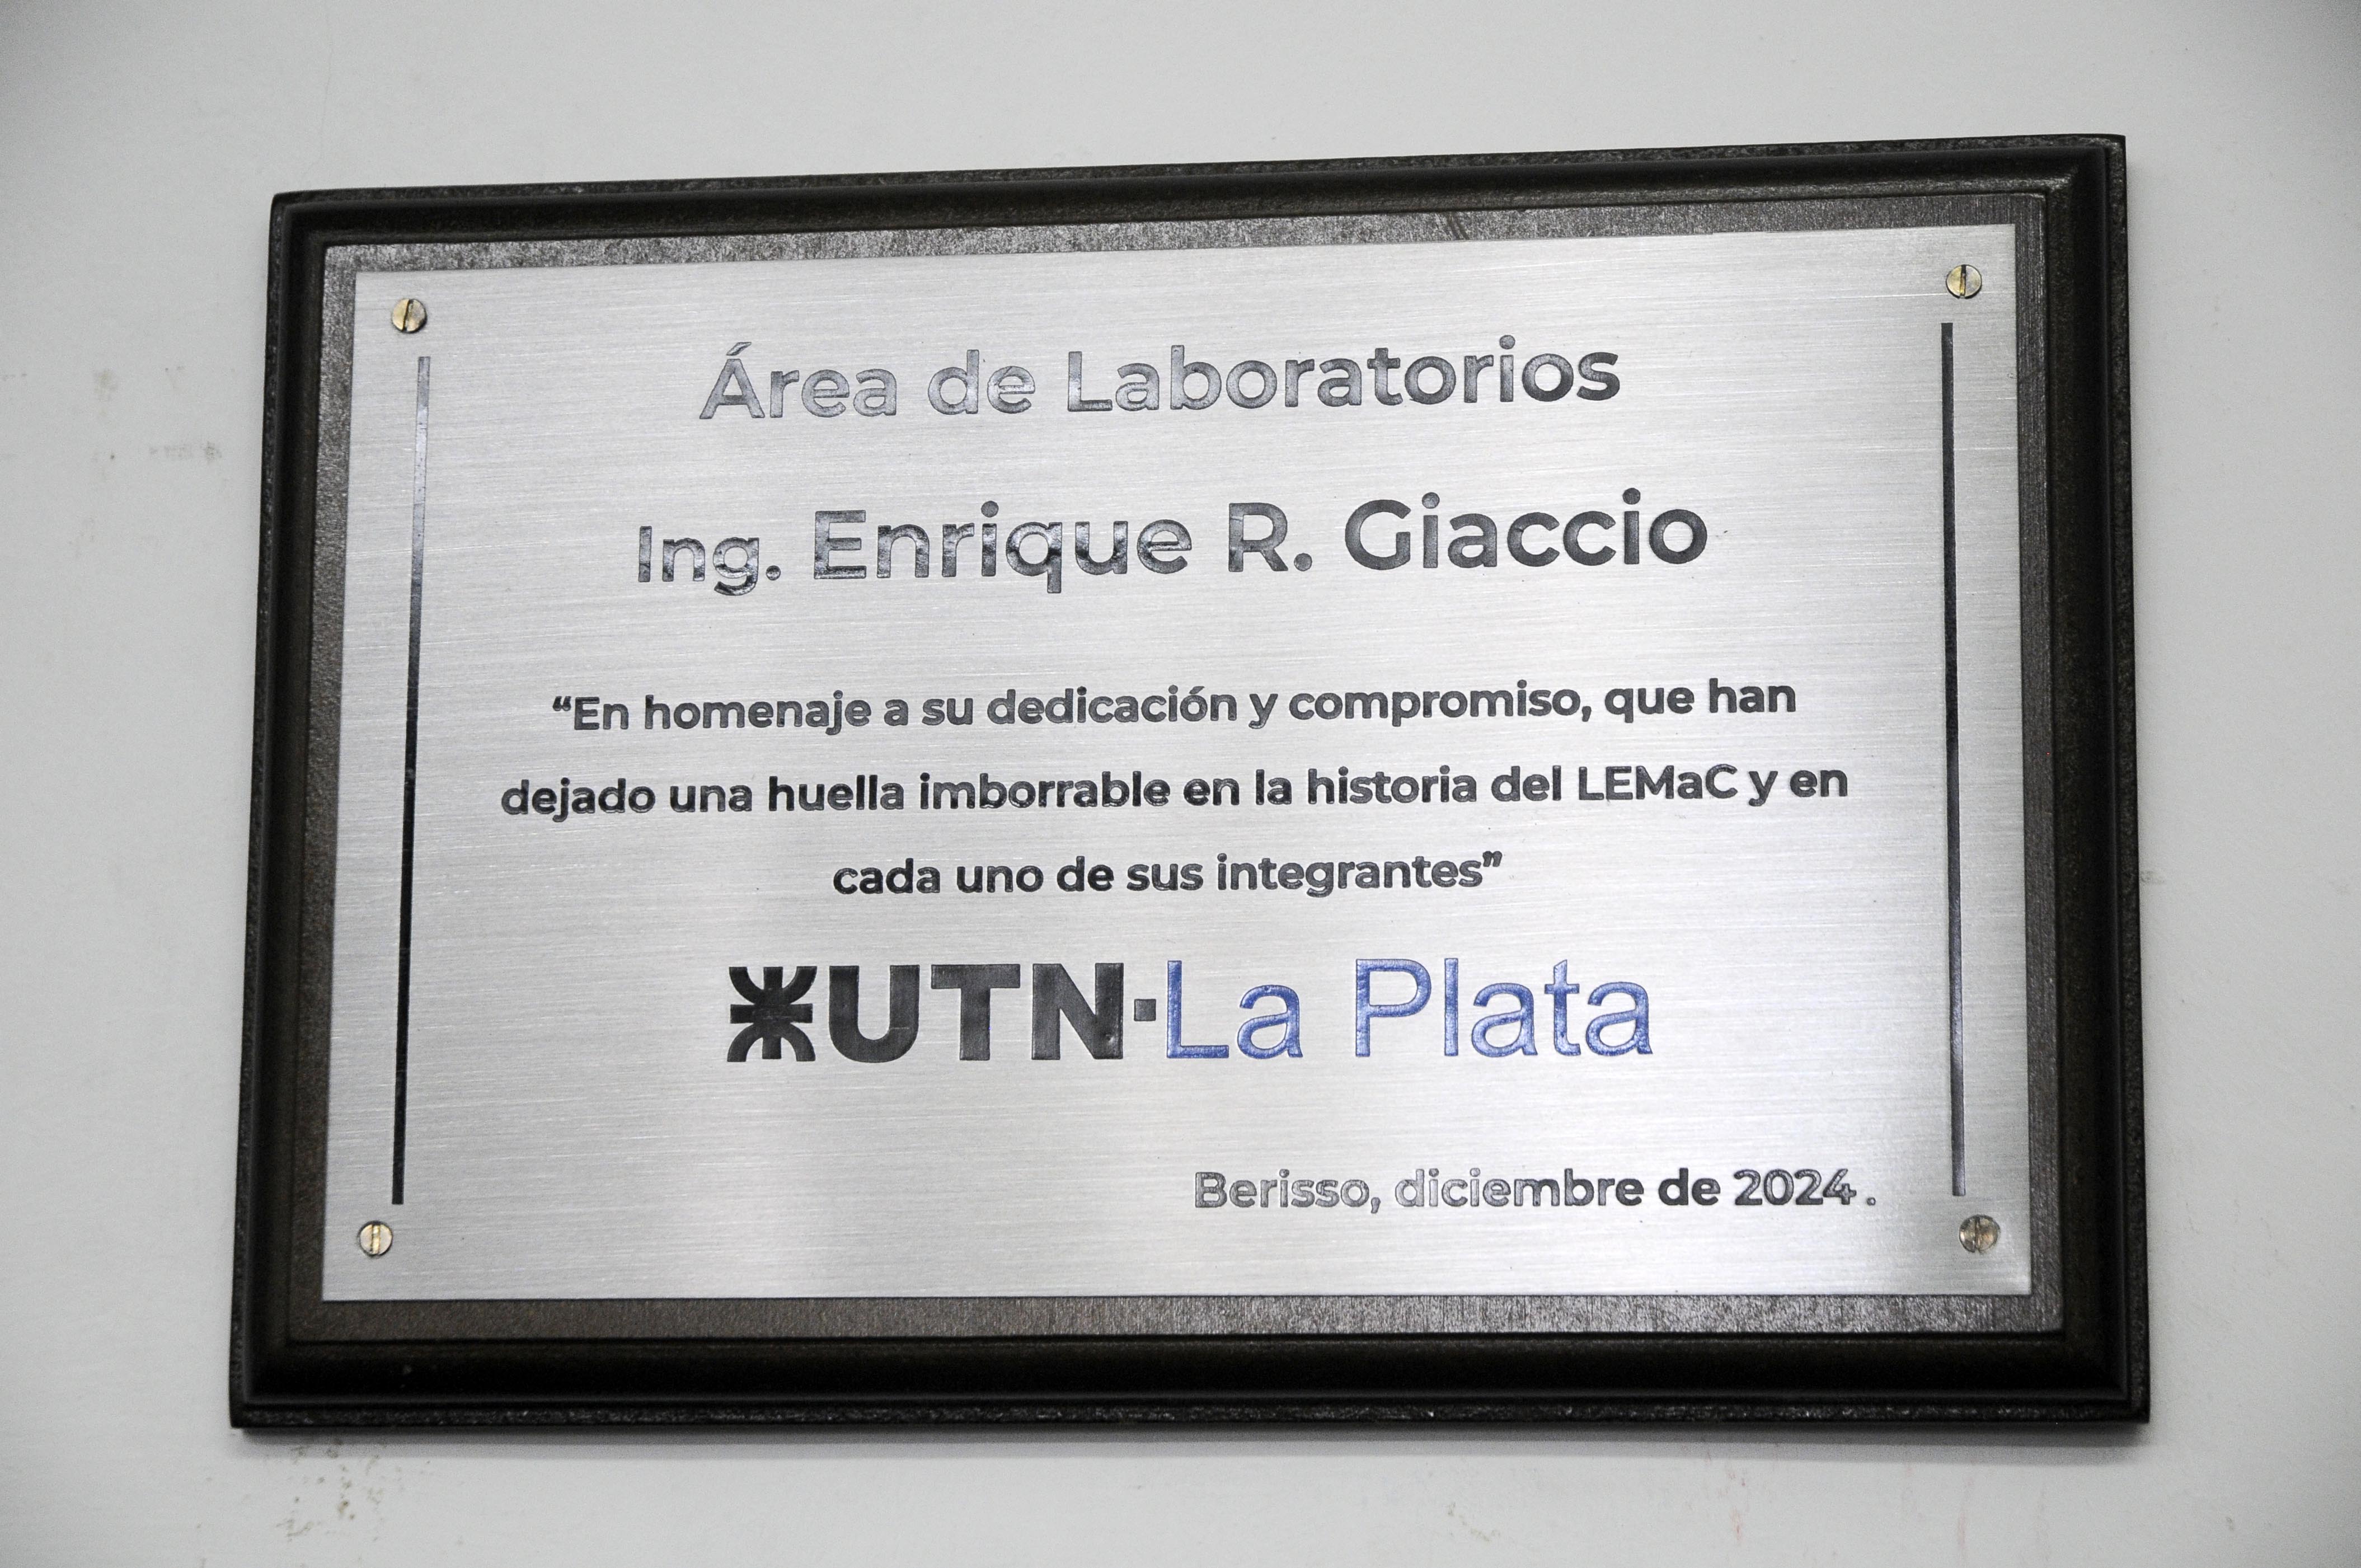 Área de Laboratorios
Ing. Enrique R. Giaccio
“En homenaje a su dedicación y compromiso, que han
dejado una huella imborrable en la historia del LEMaC y en
cada uno de sus integrantes”
UTN·La Plata
Berisso, diciembre de 2024.